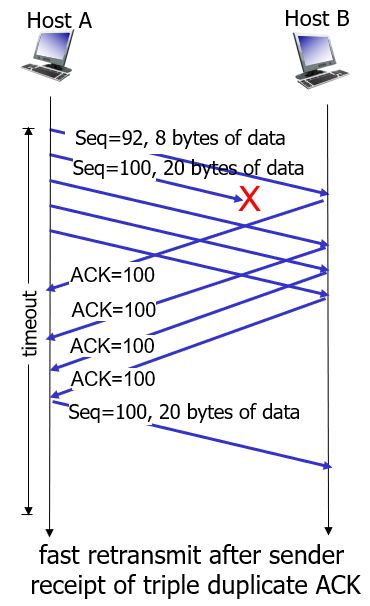 Host A
Host B
Seq=92, 8 bytes of data
Seq=100, 20 bytes of data
X
ACK=100
ACK=100
ACK=100
ACK=100
timeout
Seq=100, 20 bytes of data
fast retransmit after sender
receipt of triple duplicate ACK